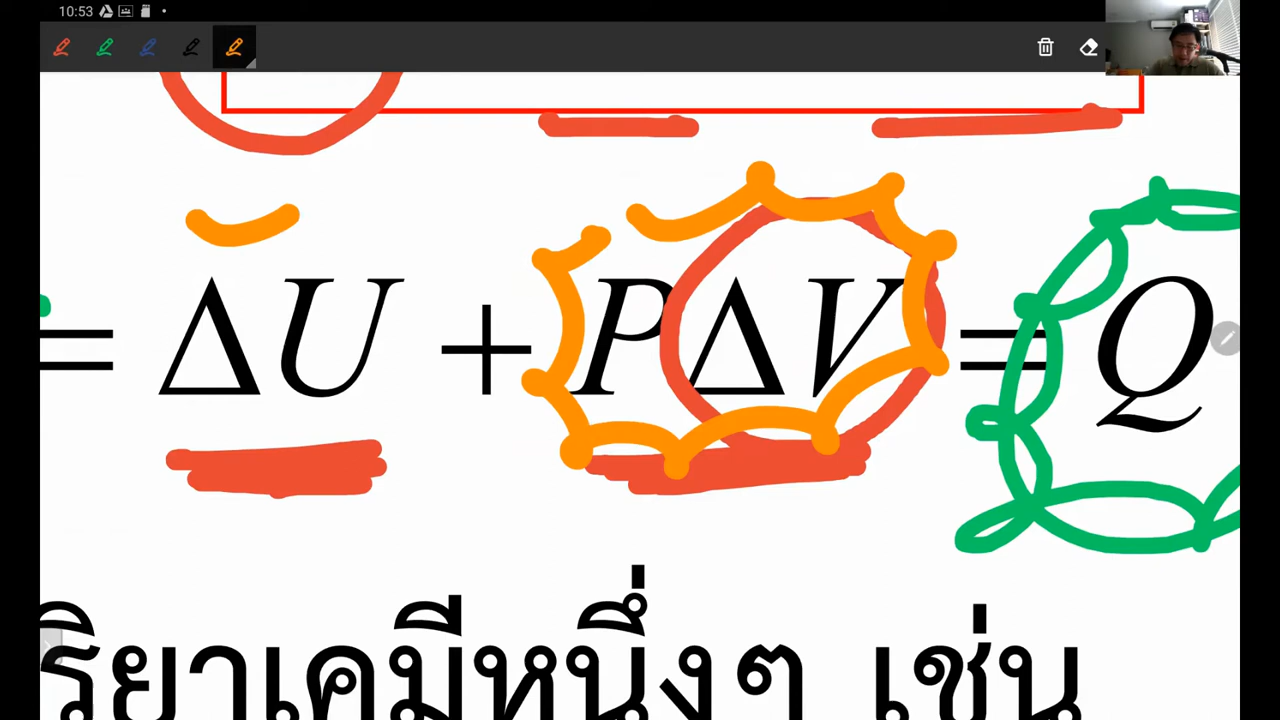 10:53
= ΔU + PΔV = Q
ริยาเคมีหนึ่งๆ เช่น